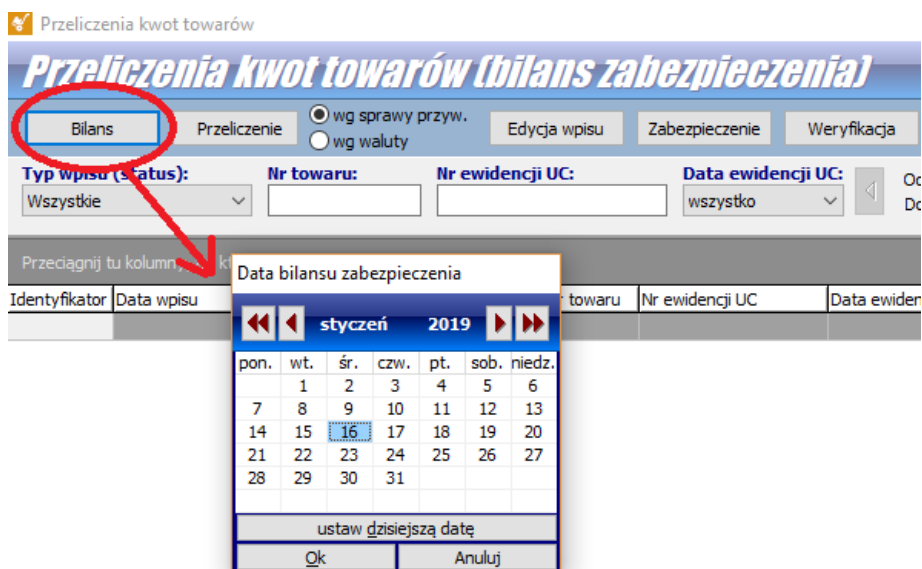 Przeliczenia kwot towarów
Przeliczenia kwot towarów (bilans zabezpieczenia)
Bilans Przeliczenie wg sprawy przyw. Edycja wpisu Zabezpieczenie Weryfikacja
wg waluty
Typ wpisu (status): Nr towaru: Nr ewidencji UC: Data ewidencji UC:
Wszystkie wszystko
Przeciągnij tu kolumny
Identyfikator Data wpisu towaru Nr ewidencji UC Data ewiden
Data bilansu zabezpieczenia
styczeń 2019
pon. wt. śr. czw. pt. sob. niedz.
1 2 3 4 5 6
7 8 9 10 11 12 13
14 15 16 17 18 19 20
21 22 23 24 25 26 27
28 29 30 31
ustaw dzisiejszą datę
Ok Anuluj